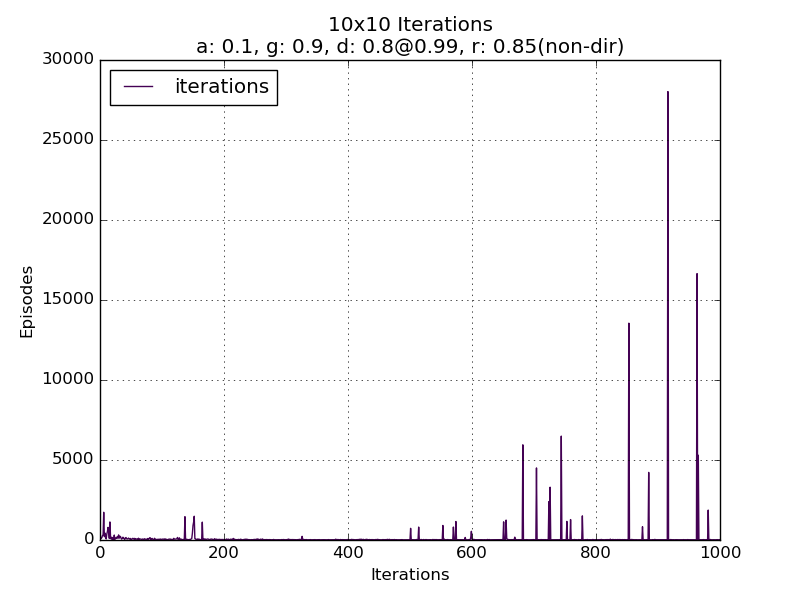 10x10 Iterations
a: 0.1, g: 0.9, d: 0.8@0.99, r: 0.85(non-dir)
30000
25000
20000
15000
10000
5000
0
iterations
Episodes
0
200
400
600
800
1000
Iterations